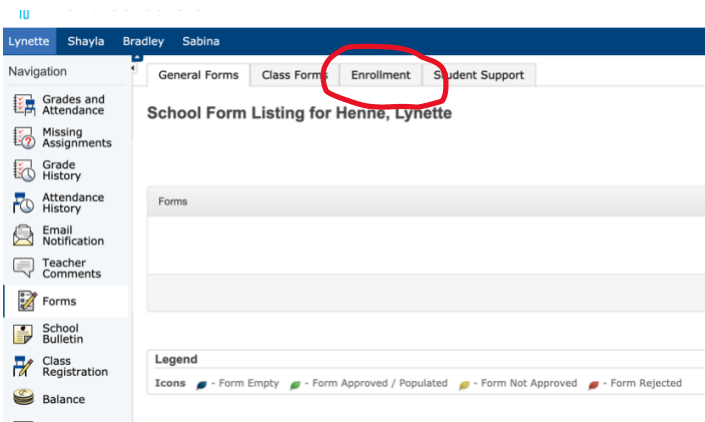 Lynette Shayla Bradley Sabina
Navigation
General Forms Class Forms Enrollment Student Support
School Form Listing for Henne, Lynette
Grades and
Attendance
Missing
Assignments
Grade
History
Attendance
History
Email
Notification
Teacher
Comments
Forms
School
Bulletin
Class
Registration
Balance
Forms
Legend
Icons - Form Empty - Form Approved / Populated - Form Not Approved - Form Rejected